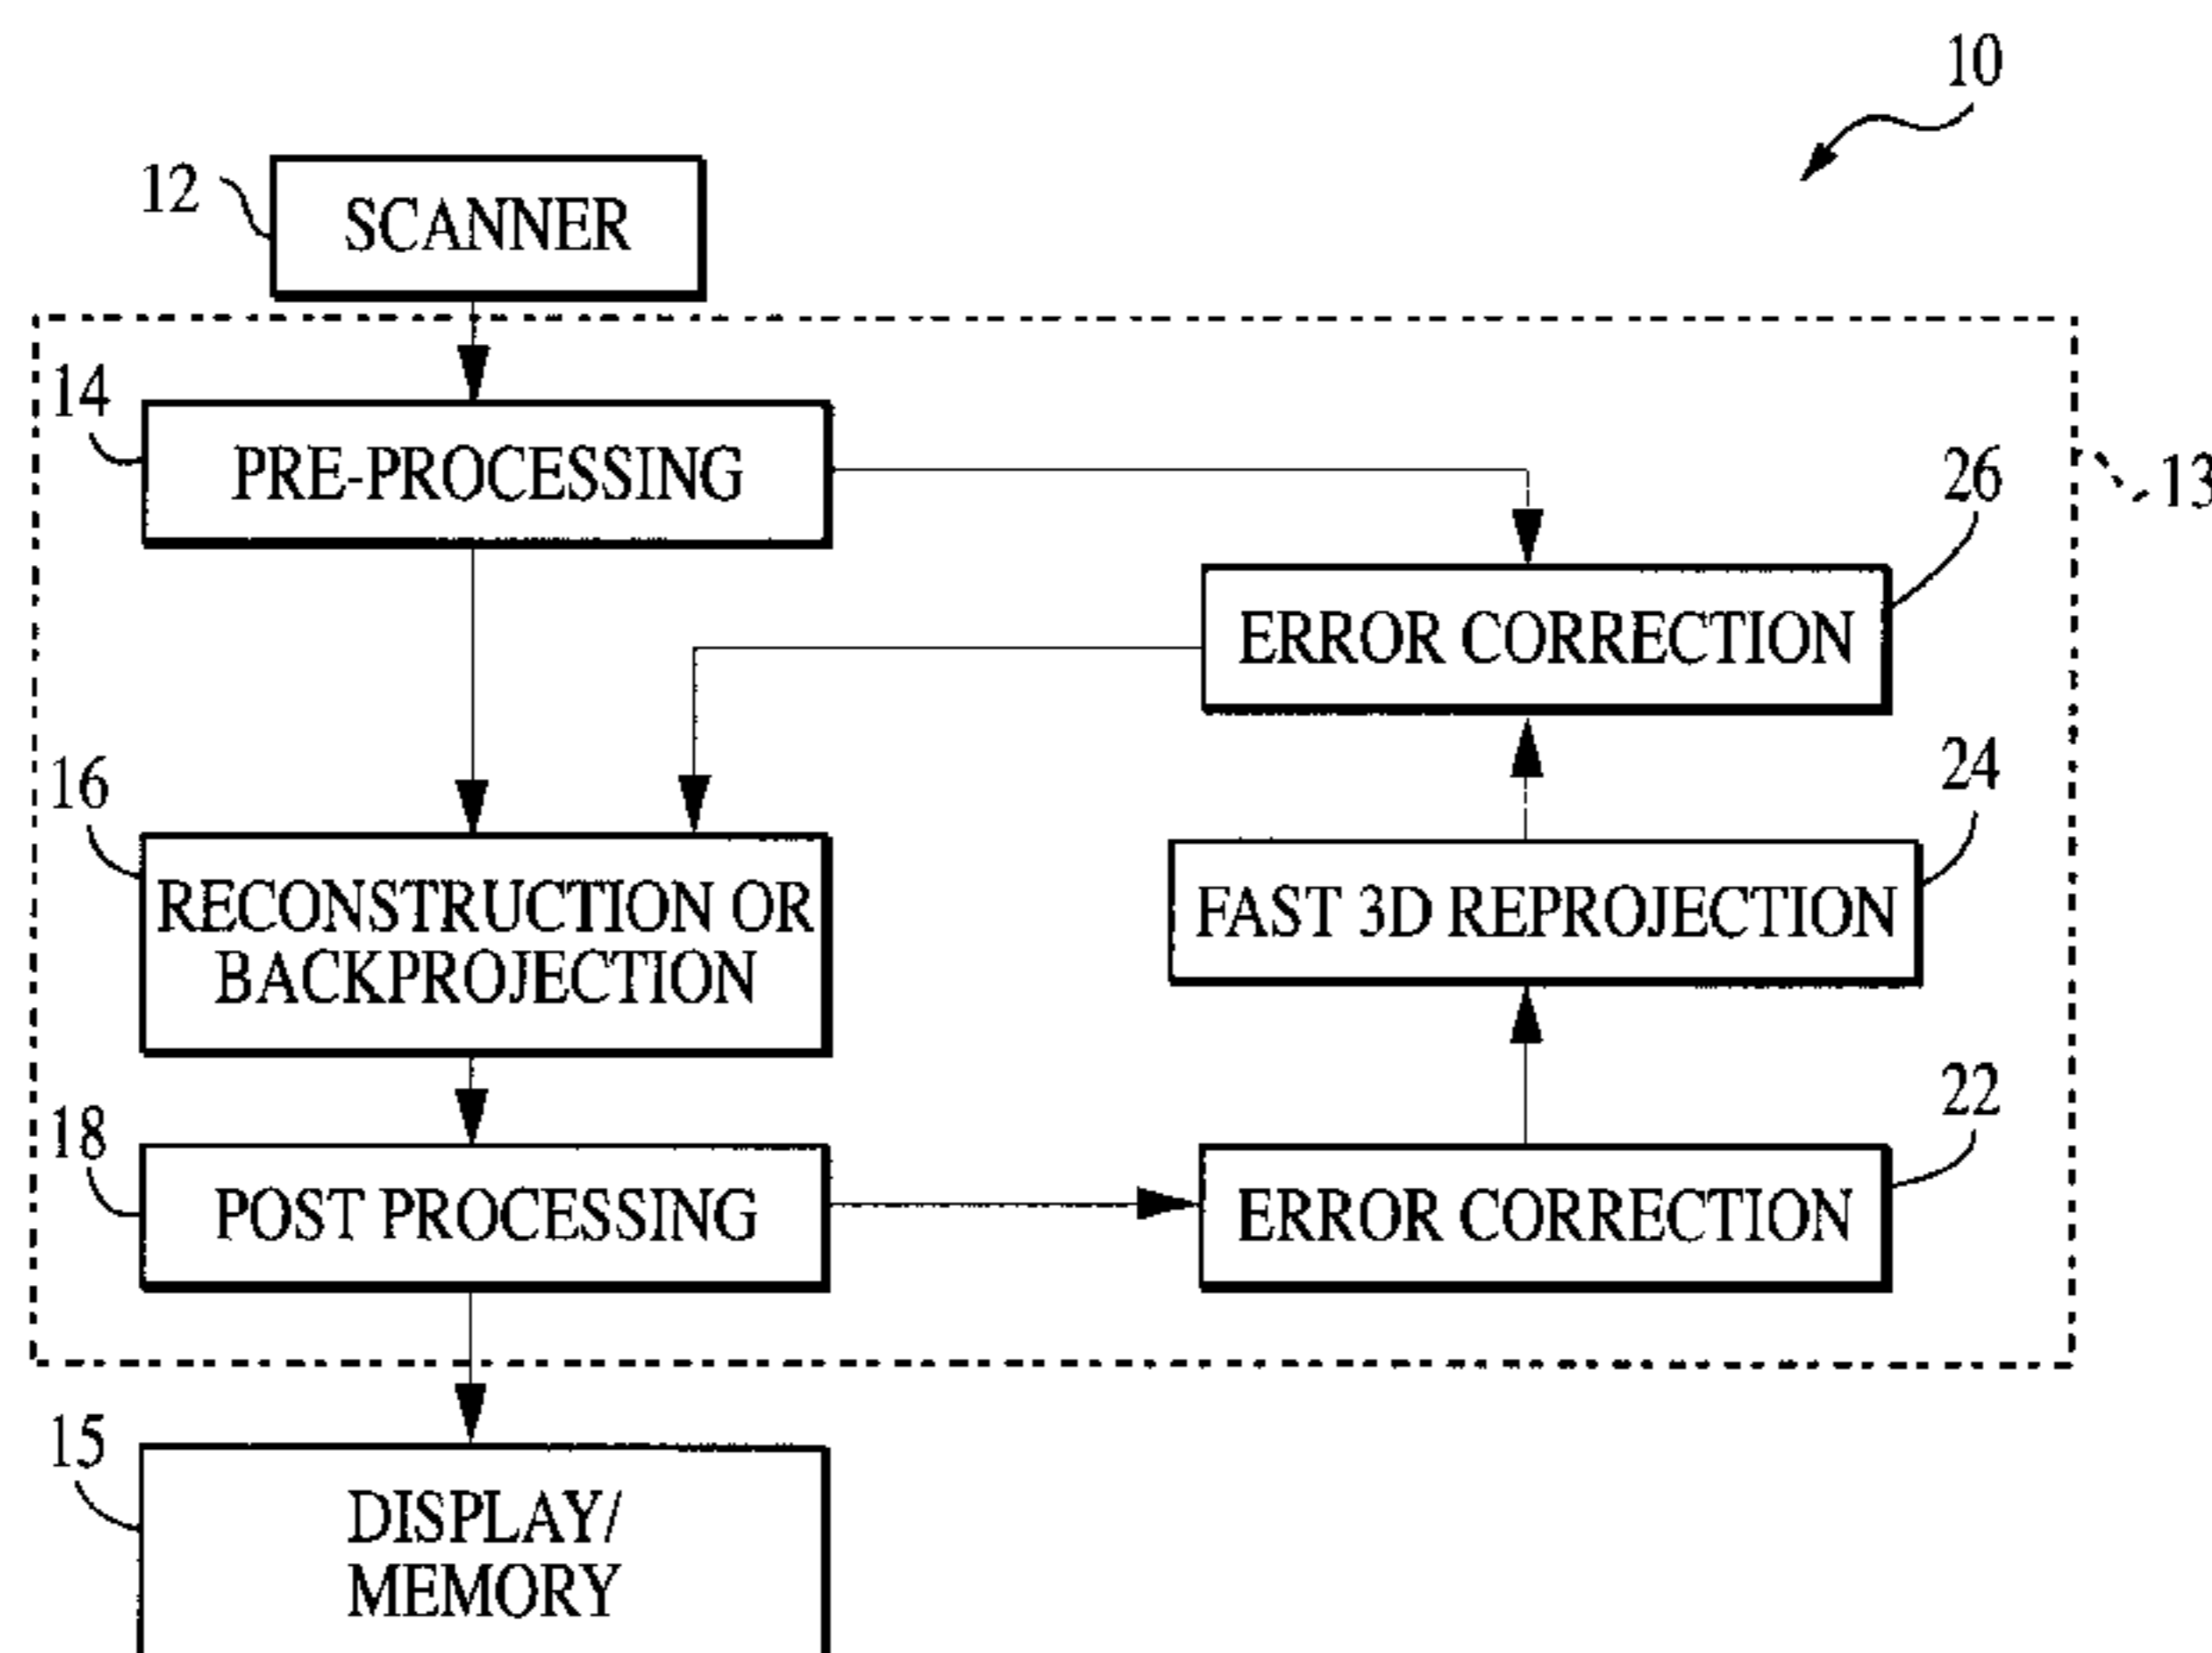 10
12
SCANNER
14
PRE-PROCESSING
26
13
ERROR CORRECTION
16
24
RECONSTRUCTION OR
BACKPROJECTION
FAST 3D REPROJECTION
18
22
POST PROCESSING
ERROR CORRECTION
15
DISPLAY/
MEMORY